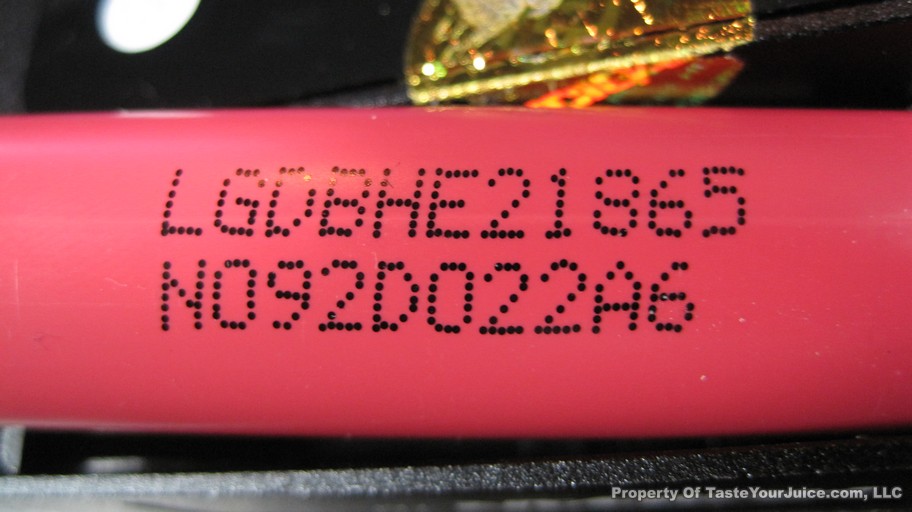 LGDBHE21865
N092D022A6
Property Of TasteYourJuice.com, LLC